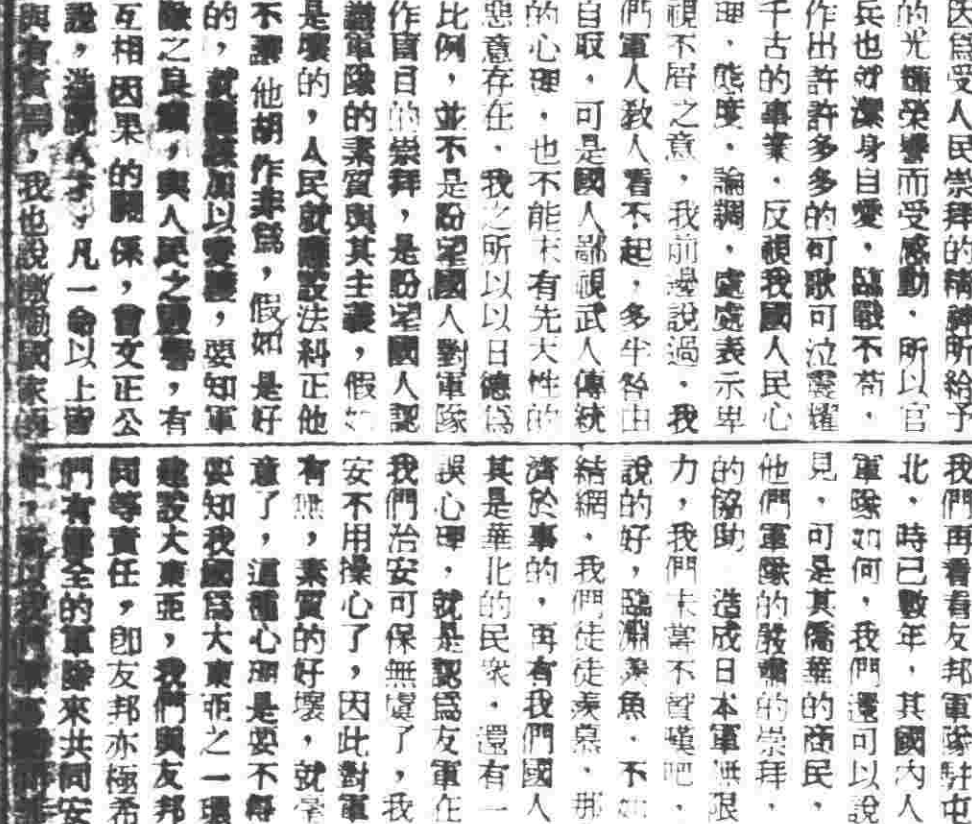 因爲受人民崇拜的精神所給予
的光輝榮譽而受感動．所以官
兵也就潔身自愛，臨戰不苟．
作出許許多多的可歌可泣震耀
千古的事業．反視我國人民心
理．態度．論調．處處表示卑
視不屑之意，我前邊說過．我
們軍人敎人看不起，多半咎由
自取．可是國人鄙視武人傳統
的心理．也不能末有先天性的
惡意存在．我之所以以日德爲
比例，並不是盼望國人對軍隊
作盲目的崇拜，是盼望國人認
識軍隊的素質與其主義，假如
是壞的，人民就應設法糾正他
不讓他胡作非爲，假如是好
的，就應該加以愛護，要知軍
隊之良窳，與人民之毀譽，有
互相因果的關係，曾文正公
說，造就人才，凡一命以上皆
與有責焉，我也說
我們再看看友邦軍隊駐屯
北，時已數年，其國內人
軍隊如何，我們還可以說
見．可是其僑華的商民，
他們軍隊的發揚的崇拜，
的協助　造成日本軍無限
力，我們未嘗不贊嘆吧．
說的好，臨淵羨魚．不如
結網．我們徒徒羨慕．那
濟於事的，再有我們國人
其是華北的民衆．還有一
誤心理，就是認爲友軍在
我們治安可保無虞了，我
安不用操心了，因此對軍
有無，素質的好壞，就毫
意了，這種心理是要不得
要知我國爲大東亞之一環
建設大東亞，我們與友邦
同等責任，卽友邦亦極希
們有健全的軍隊來共同安